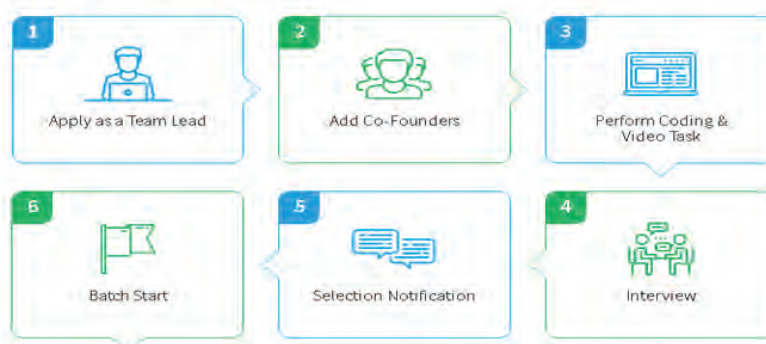 1
Apply as a Team Lead
2
Add Co-Founders
3
Perform Coding &
Video Task
4
Interview
5
Selection Notification
6
Batch Start